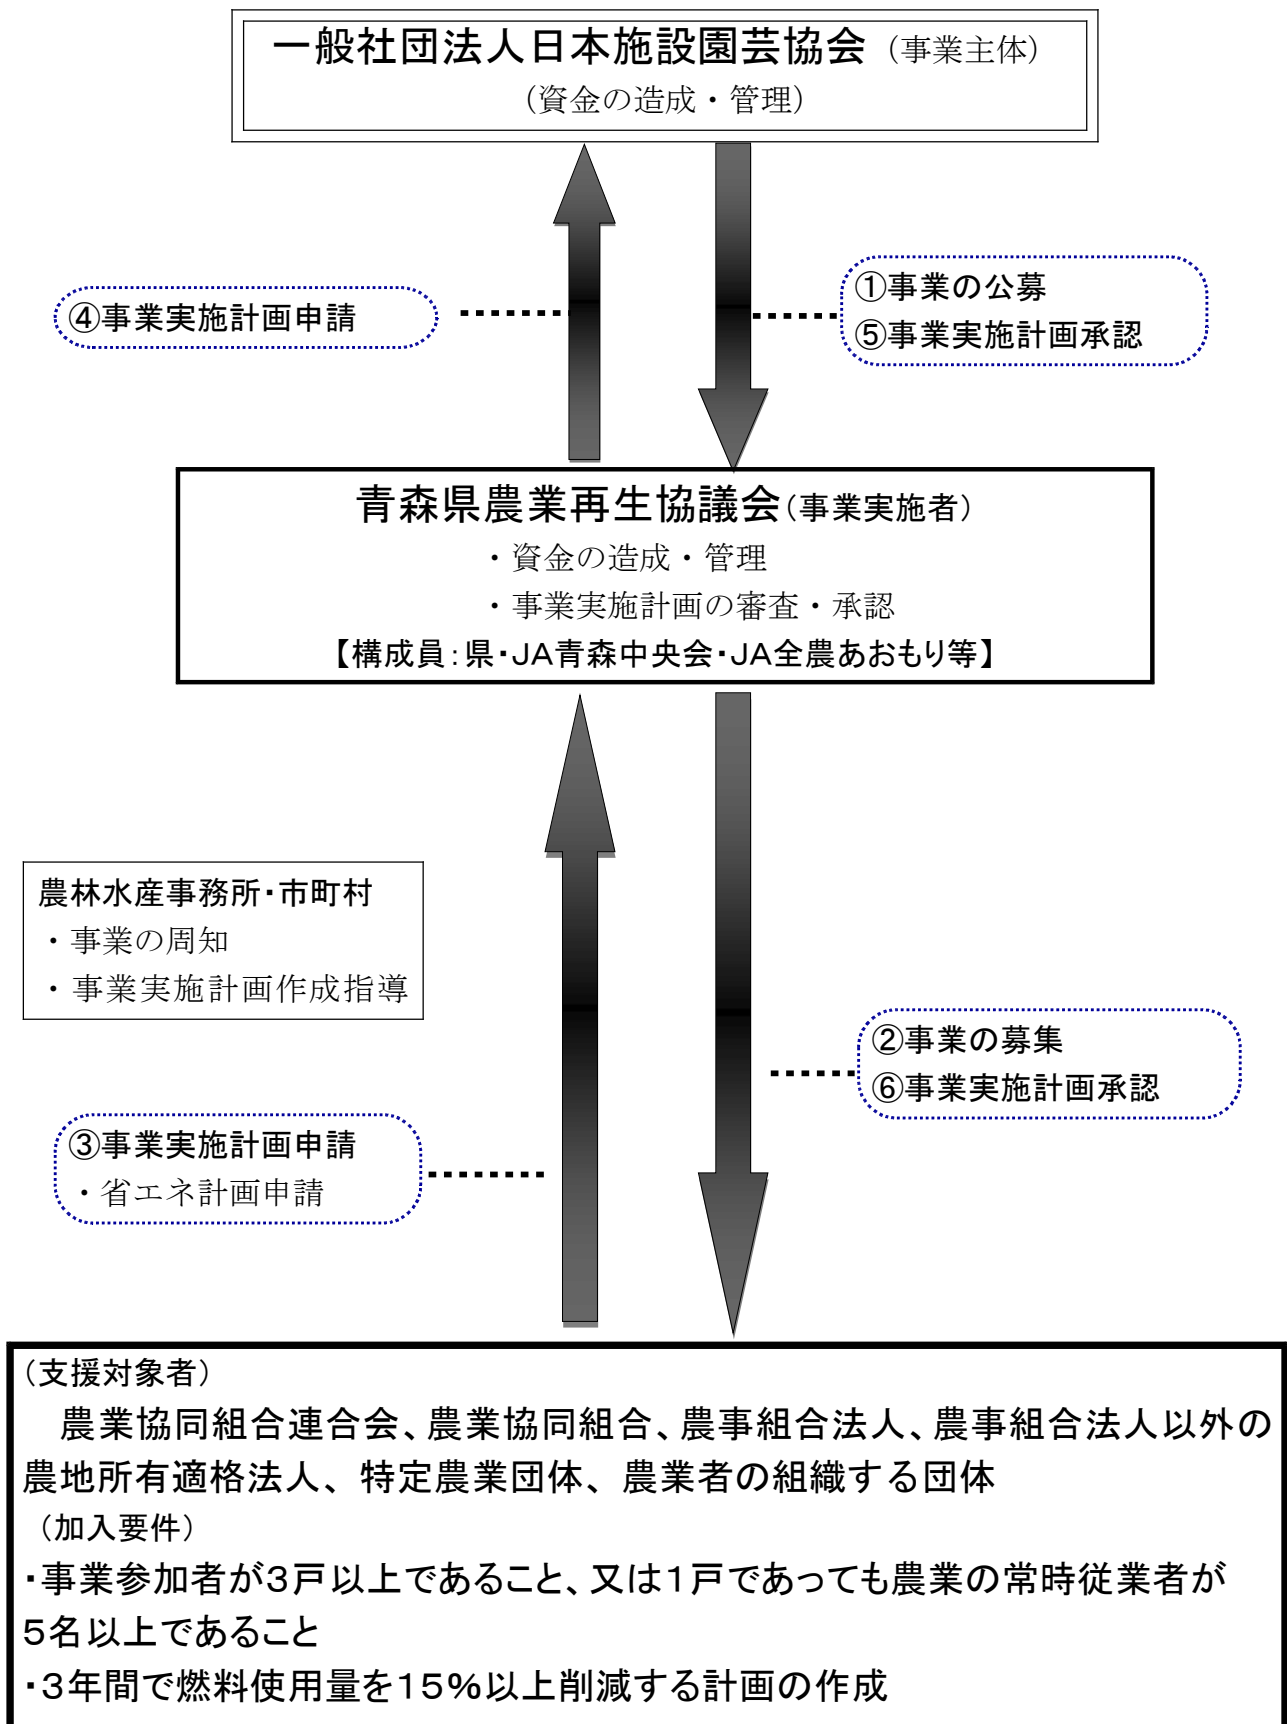 一般社団法人日本施設園芸協会（事業主体）
（資金の造成・管理）
④事業実施計画申請
①事業の公募
⑤事業実施計画承認
青森県農業再生協議会（事業実施者）
・資金の造成・管理
・事業実施計画の審査・承認
【構成員：県・JA青森中央会・JA全農あおもり等】
農林水産事務所・市町村
・事業の周知
・事業実施計画作成指導
②事業の募集
⑥事業実施計画承認
③事業実施計画申請
・省エネ計画申請
（支援対象者）
農業協同組合連合会、農業協同組合、農事組合法人、農事組合法人以外の
農地所有適格法人、特定農業団体、農業者の組織する団体
（加入要件）
・事業参加者が３戸以上であること、又は１戸であっても農業の常時従業者が
５名以上であること
・３年間で燃料使用量を１５％以上削減する計画の作成